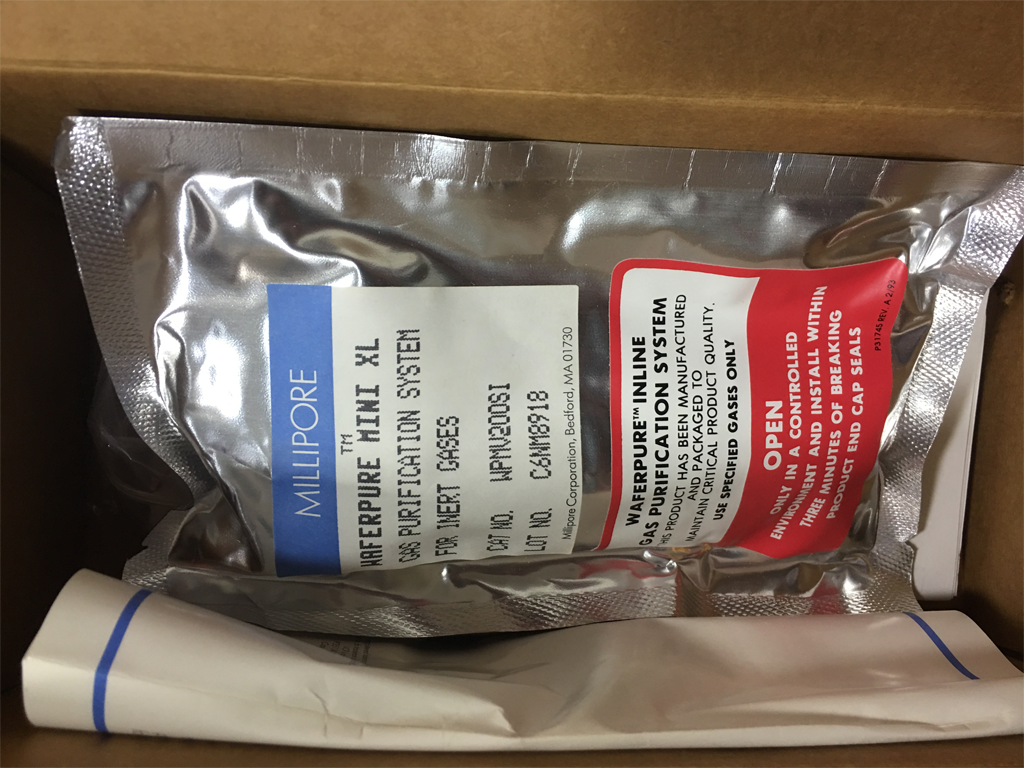 MILLIPORE
WAFERPURE™ MINI XL
GAS PURIFICATION SYSTEM
FOR INERT GASES
CAT NO. WPMV200SI
LOT NO. C6NM8918
Millipore Corporation, Bedford, MA 01730
WAFERPURE™ INLINE
GAS PURIFICATION SYSTEM
HIS PRODUCT HAS BEEN MANUFACTURED
AND PACKAGED TO
MAINTAIN CRITICAL PRODUCT QUALITY.
USE SPECIFIED GASES ONLY
OPEN
ONLY IN A CONTROLLED
ENVIRONMENT AND INSTALL WITHIN
THREE MINUTES OF BREAKING
PRODUCT END CAP SEALS
P31745 REV. A 2/93